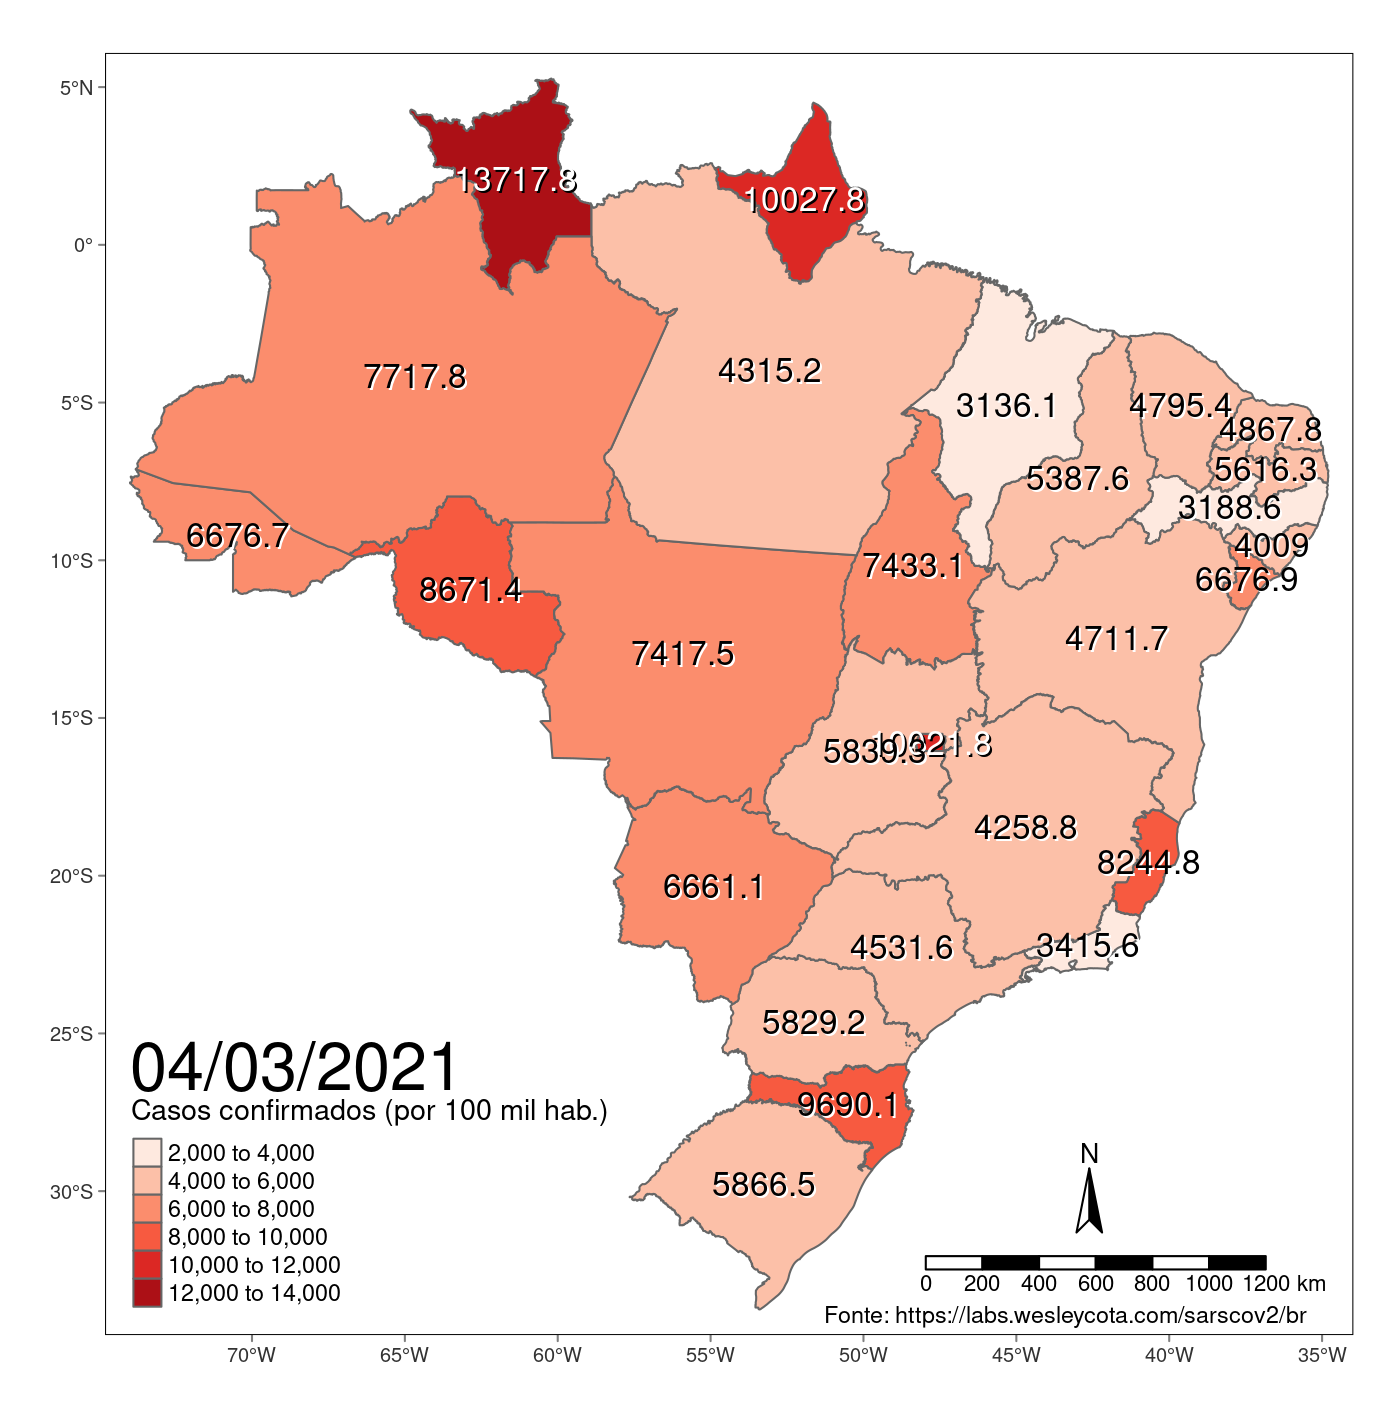 5°N
0°
5°S
10°S
15°S
20°S
25°S
30°S
13717.8
10027.8
7717.8
4315.2
3136.1
4795.4
4867.8
5616.3
5387.6
3188.6
6676.7
4009
7433.1
6676.9
8671.4
4711.7
7417.5
10021.8
5839.3
4258.8
8244.8
6661.1
3415.6
4531.6
5829.2
9690.1
5866.5
04/03/2021
Casos confirmados (por 100 mil hab.)
2,000 to 4,000
4,000 to 6,000
6,000 to 8,000
8,000 to 10,000
10,000 to 12,000
12,000 to 14,000
N
0 200 400 600 800 1000 1200 km
Fonte: https://labs.wesleycota.com/sarscov2/br
70°W 65°W 60°W 55°W 50°W 45°W 40°W 35°W